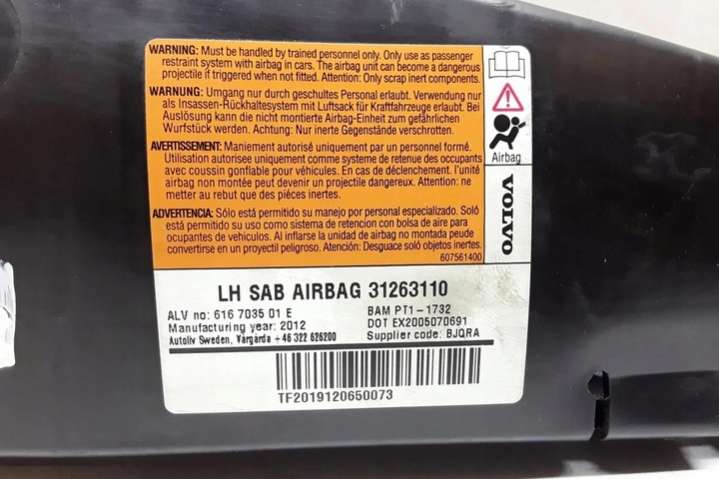 WARNING: Must be handled by trained personnel only. Only use as passenger
restraint system with airbag in cars. The airbag unit can become a dangerous
projectile if triggered when not fitted. Attention: Only scrap inert components.
WARNUNG: Umgang nur durch geschultes Personal erlaubt. Verwendung nur
als Insassen-Rückhaltesystem mit Luftsack für Kraftfahrzeuge erlaubt. Bei
Auslösung kann die nicht montierte Airbag-Einheit zum gefährlichen
Wurfstück werden. Achtung: Nur inerte Gegenstände verschrotten.
AVERTISSEMENT: Maniement autorisé uniquement par un personnel formé.
Utilisation autorisee uniquement comme systeme de retenue des occupants
avec coussin gonflable pour véhicules. En cas de déclenchement. l'unité
airbag non montée peut devenir un projectile dangereux. Attention: ne
metter au rebut que des pièces inertes.
ADVERTENCIA: Sólo está permitido su manejo por personal especializado. Soló
está permitido su uso como sistema de retencion con bolsa de aire para
ocupantes de vehiculos. Al inflarse la unidad de airbag no montada peude
convertirse en un proyectil peligroso. Atención: Desguace soló objetos inertes.
607561400
Airbag
VOLVO
LH SAB AIRBAG 31263110
ALV no: 616 7035 01 E
Manufacturing year: 2012
Autoliv Sweden, Vårgårda +46 322 626200
BAM PT1-1732
DOT EX2005070691
Supplier code: BJQRA
TF2019120650073